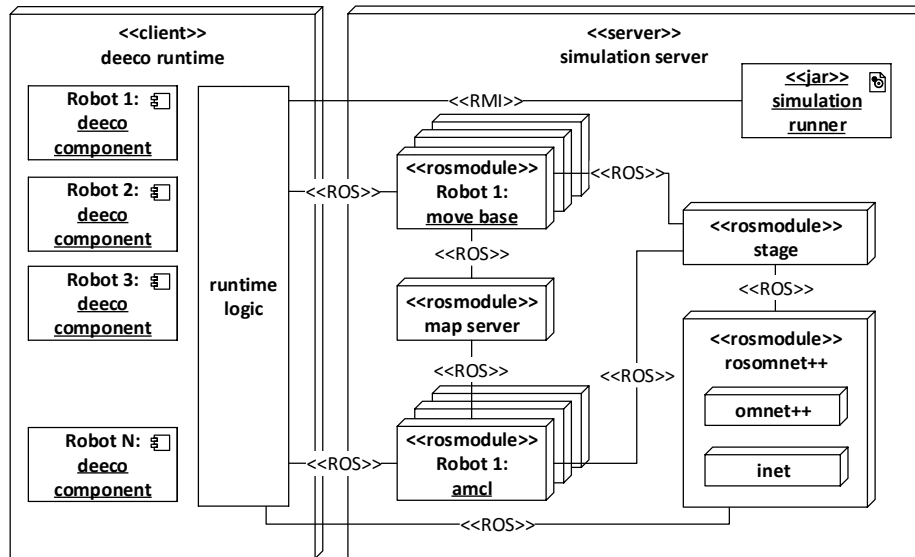 <<client>>
deeco runtime
Robot 1:
deeco
component
Robot 2:
deeco
component
Robot 3:
deeco
component
Robot N:
deeco
component
runtime
logic
<<server>>
simulation server
<<RMI>>
<<jar>>
simulation
runner
<<ROS>>
<<rosmodule>>
Robot 1:
move base
<<ROS>>
<<rosmodule>>
stage
<<ROS>>
<<ROS>>
<<rosmodule>>
map server
<<ROS>>
<<ROS>>
<<rosmodule>>
rosomnet++
omnet++
inet
<<ROS>>
<<rosmodule>>
Robot 1:
amcl
<<ROS>>